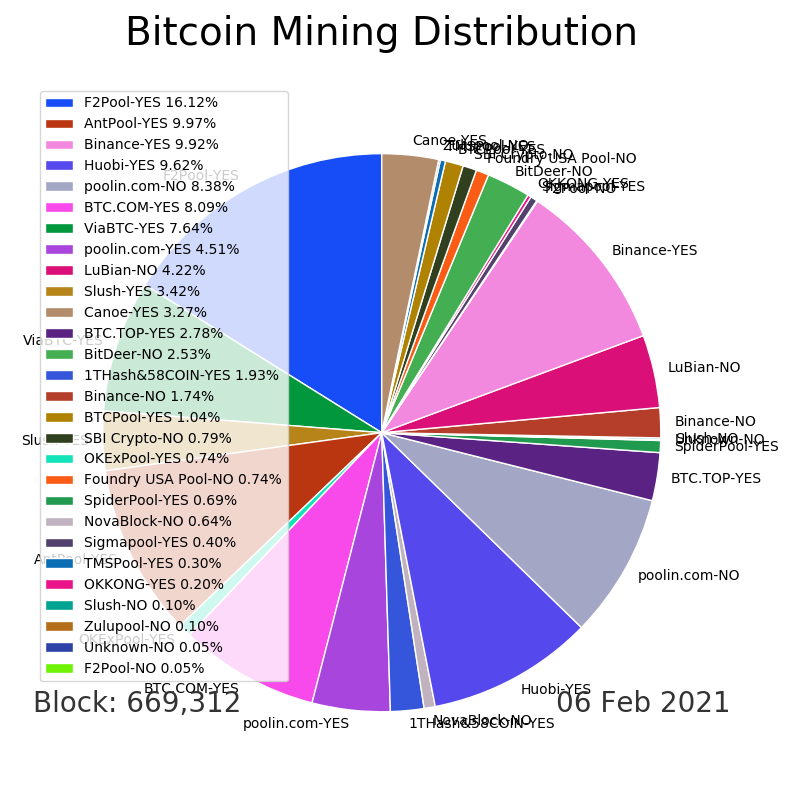 Bitcoin Mining Distribution
F2Pool-YES 16.12%
AntPool-YES 9.97%
Binance-YES 9.92%
Huobi-YES 9.62%
poolin.com-NO 8.38%
BTC.COM-YES 8.09%
ViaBTC-YES 7.64%
poolin.com-YES 4.51%
LuBian-NO 4.22%
Slush-YES 3.42%
Canoe-YES 3.27%
BTC.TOP-YES 2.78%
BitDeer-NO 2.53%
1THash&58COIN-YES 1.93%
Binance-NO 1.74%
BTCPool-YES 1.04%
SBI Crypto-NO 0.79%
OKExPool-YES 0.74%
Foundry USA Pool-NO 0.74%
SpiderPool-YES 0.69%
NovaBlock-NO 0.64%
Sigmapool-YES 0.40%
TMSPool-YES 0.30%
OKKONG-YES 0.20%
Slush-NO 0.10%
Zulupool-NO 0.10%
Unknown-NO 0.05%
F2Pool-NO 0.05%
Canoe-YES
Zulupool-NO
TMSPool-YES
BTCPool-YES
SBI Crypto-NO
Foundry USA Pool-NO
BitDeer-NO
OKKONG-YES
Sigmapool-YES
F2Pool-NO
Binance-YES
LuBian-NO
Binance-NO
Slush-NO
Unknown-NO
SpiderPool-YES
BTC.TOP-YES
poolin.com-NO
Huobi-YES
NovaBlock-NO
1THash&58COIN-YES
poolin.com-YES
BTC.COM-YES
OKExPool-YES
AntPool-YES
Slush-YES
ViaBTC-YES
F2Pool-YES
Block: 669,312
06 Feb 2021